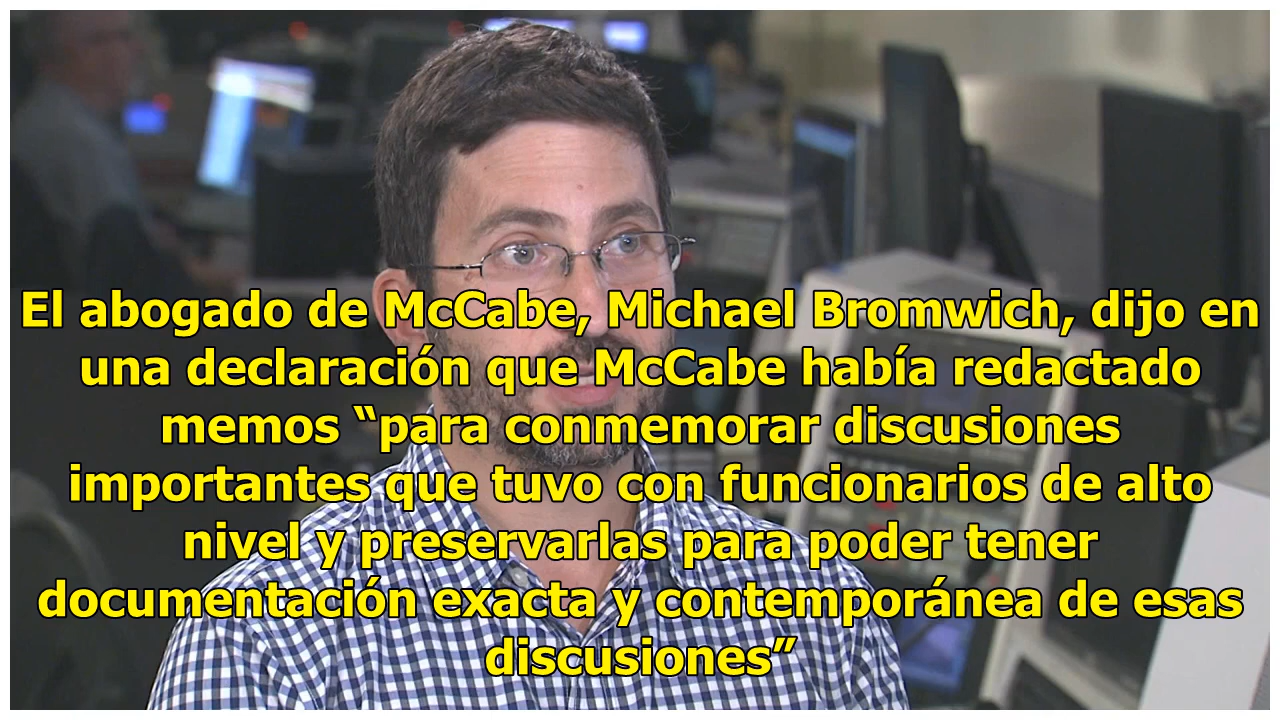 El abogado de McCabe, Michael Bromwich, dijo en
una declaración que McCabe había redactado
memos “para conmemorar discusiones
importantes que tuvo con funcionarios de alto
nivel y preservarlas para poder tener
documentación exacta y contemporánea de esas
discusiones”